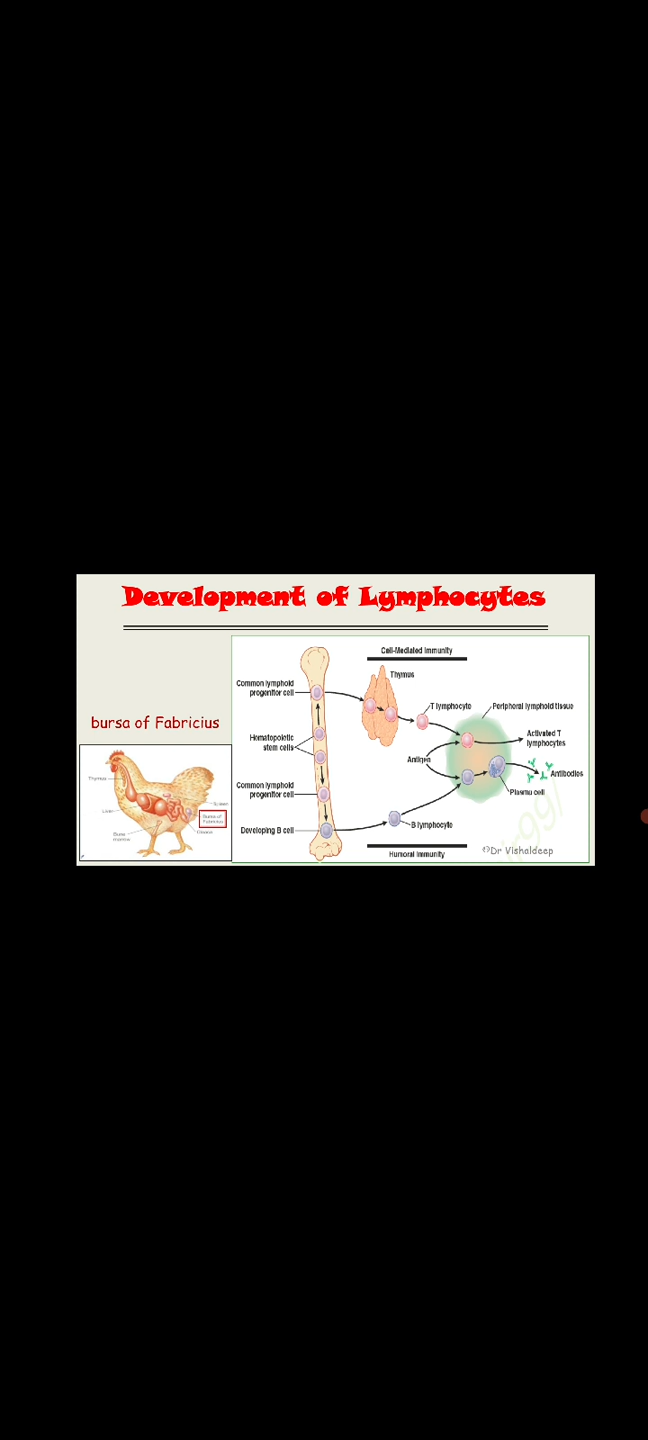 Development of Lymphocytes
bursa of Fabricius
Thymus
Liver
Bone
marrow
Spleen
Bursa of
Fabricius
Cell-Mediated Immunity
Common lymphoid
progenitor cell
Thymus
T lymphocyte
Peripheral lymphoid tissue
Hematopoietic
stem cells
Activated T
lymphocytes
Antigen
Antibodies
Common lymphoid
progenitor cell
Plasma cell
Developing B cell
B lymphocyte
Humoral Immunity
©Dr Vishaldeep